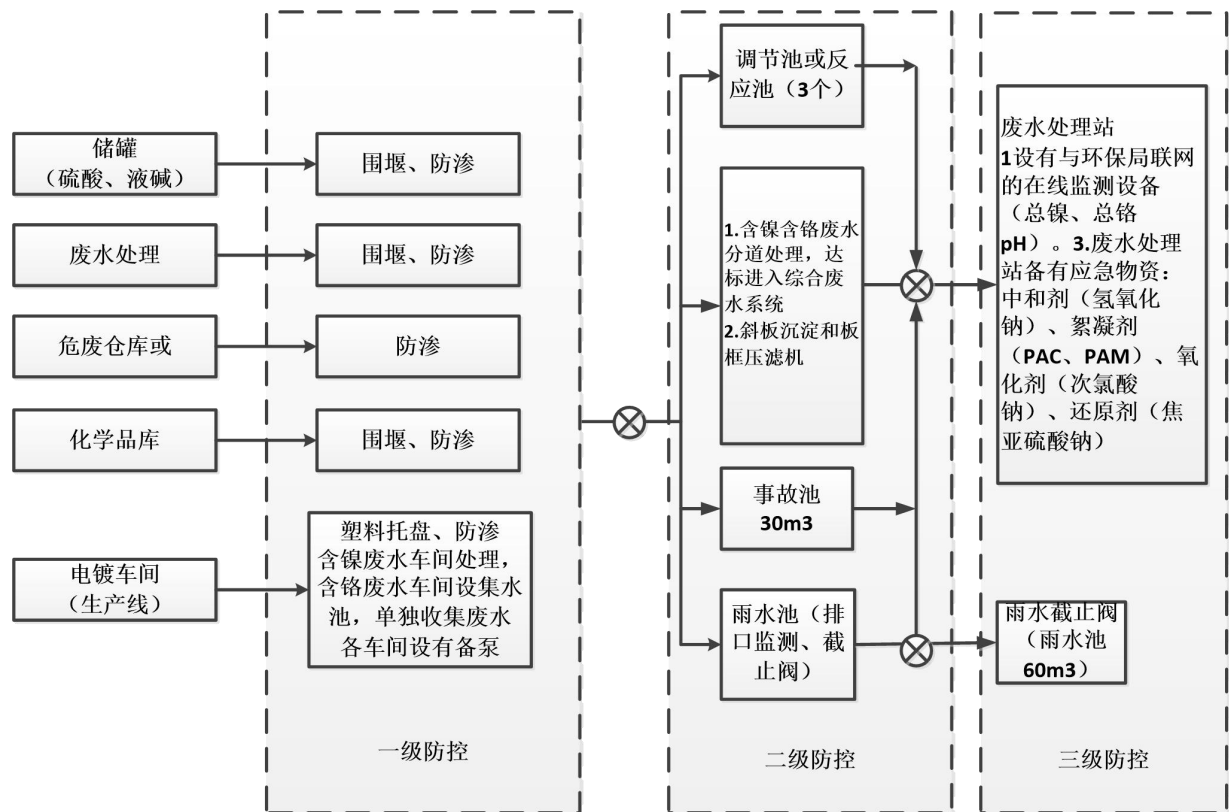 储罐
（硫酸、液碱）
废水处理
危废仓库或
化学品库
电镀车间
（生产线）
围堰、防渗
围堰、防渗
防渗
围堰、防渗
塑料托盘、防渗
含镍废水车间处理，
含铬废水车间设集水
池，单独收集废水
各车间设有备泵
一级防控
调节池或反
应池（3个）
1.含镍含铬废水
分道处理，达
标进入综合废
水系统
2.斜板沉淀和板
框压滤机
事故池
30m3
雨水池（排
口监测、截
止阀）
二级防控
废水处理站
1设有与环保局联网
的在线监测设备
（总镍、总铬
pH）。3.废水处理
站备有应急物资：
中和剂（氢氧化
钠）、絮凝剂
（PAC、PAM）、氧
化剂（次氯酸
钠）、还原剂（焦
亚硫酸钠）
雨水截止阀
（雨水池
60m3）
三级防控